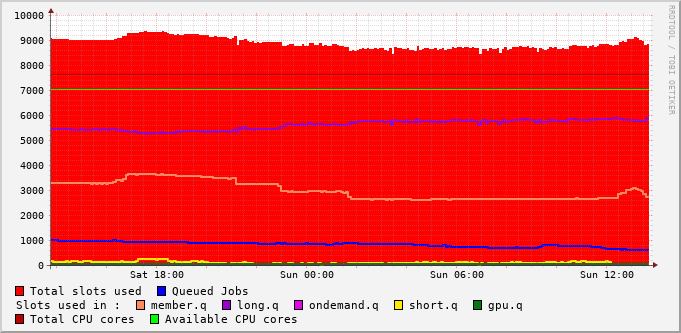 RRDTOOL / TOBI OETIKER
10000
9000
8000
7000
6000
5000
4000
3000
2000
1000
0
Sat 18:00 Sun 00:00 Sun 06:00 Sun 12:00
Total slots used Queued Jobs
Slots used in : member.q long.q ondemand.q short.q gpu.q
Total CPU cores Available CPU cores